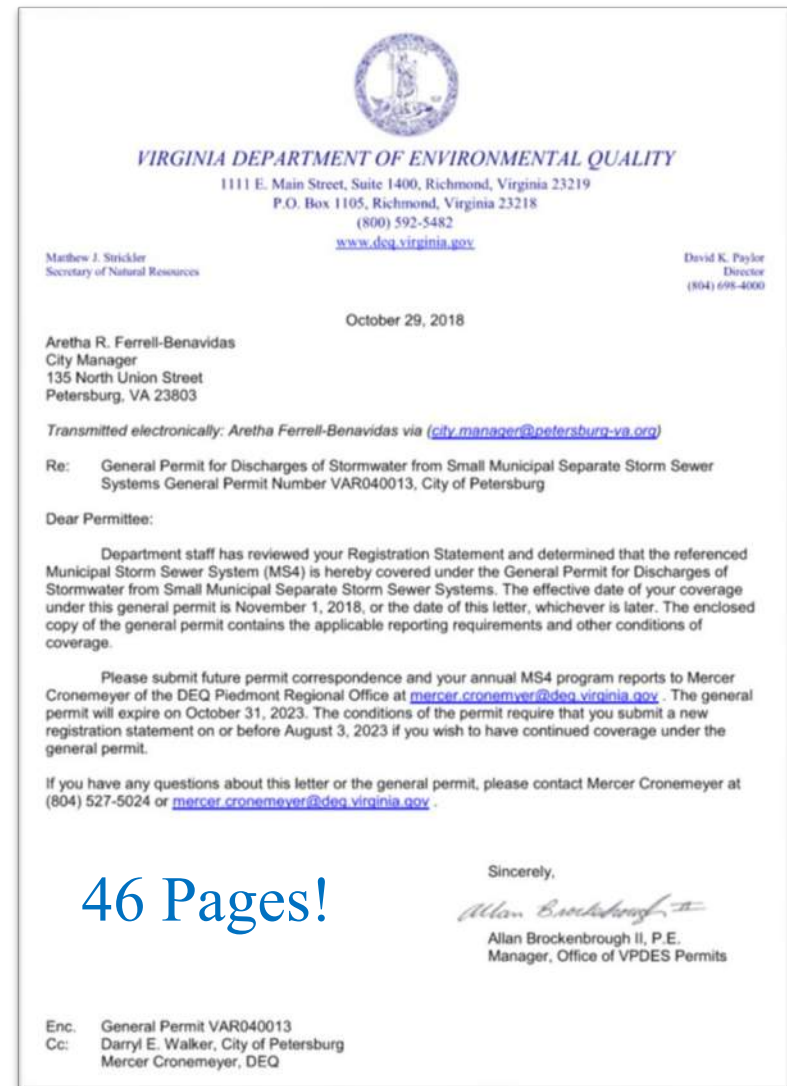 VIRGINIA DEPARTMENT OF ENVIRONMENTAL QUALITY
1111 E. Main Street, Suite 1400, Richmond, Virginia 23219
P.O. Box 1105, Richmond, Virginia 23218
(800) 592-5482
www.deq.virginia.gov
Matthew J. Strickler
Secretary of Natural Resources
David K. Paylor
Director
(804) 698-4000
October 29, 2018
Aretha R. Ferrell-Benavidas
City Manager
135 North Union Street
Petersburg, VA 23803
Transmitted electronically: Aretha Ferrell-Benavidas via (city.manager@petersburg-va.org)
Re: General Permit for Discharges of Stormwater from Small Municipal Separate Storm Sewer
Systems General Permit Number VAR040013, City of Petersburg
Dear Permittee:
Department staff has reviewed your Registration Statement and determined that the referenced
Municipal Storm Sewer System (MS4) is hereby covered under the General Permit for Discharges of
Stormwater from Small Municipal Separate Storm Sewer Systems. The effective date of your coverage
under this general permit is November 1, 2018, or the date of this letter, whichever is later. The enclosed
copy of the general permit contains the applicable reporting requirements and other conditions of
coverage.
Please submit future permit correspondence and your annual MS4 program reports to Mercer
Cronemeyer of the DEQ Piedmont Regional Office at mercer.cronemyer@deq.virginia.gov . The general
permit will expire on October 31, 2023. The conditions of the permit require that you submit a new
registration statement on or before August 3, 2023 if you wish to have continued coverage under the
general permit.
If you have any questions about this letter or the general permit, please contact Mercer Cronemeyer at
(804) 527-5024 or mercer.cronemeyer@deq.virginia.gov .
46 Pages!
Sincerely,
Allan Brockenbrough II
Allan Brockenbrough II, P.E.
Manager, Office of VPDES Permits
Enc. General Permit VAR040013
Cc: Darryl E. Walker, City of Petersburg
Mercer Cronemeyer, DEQ